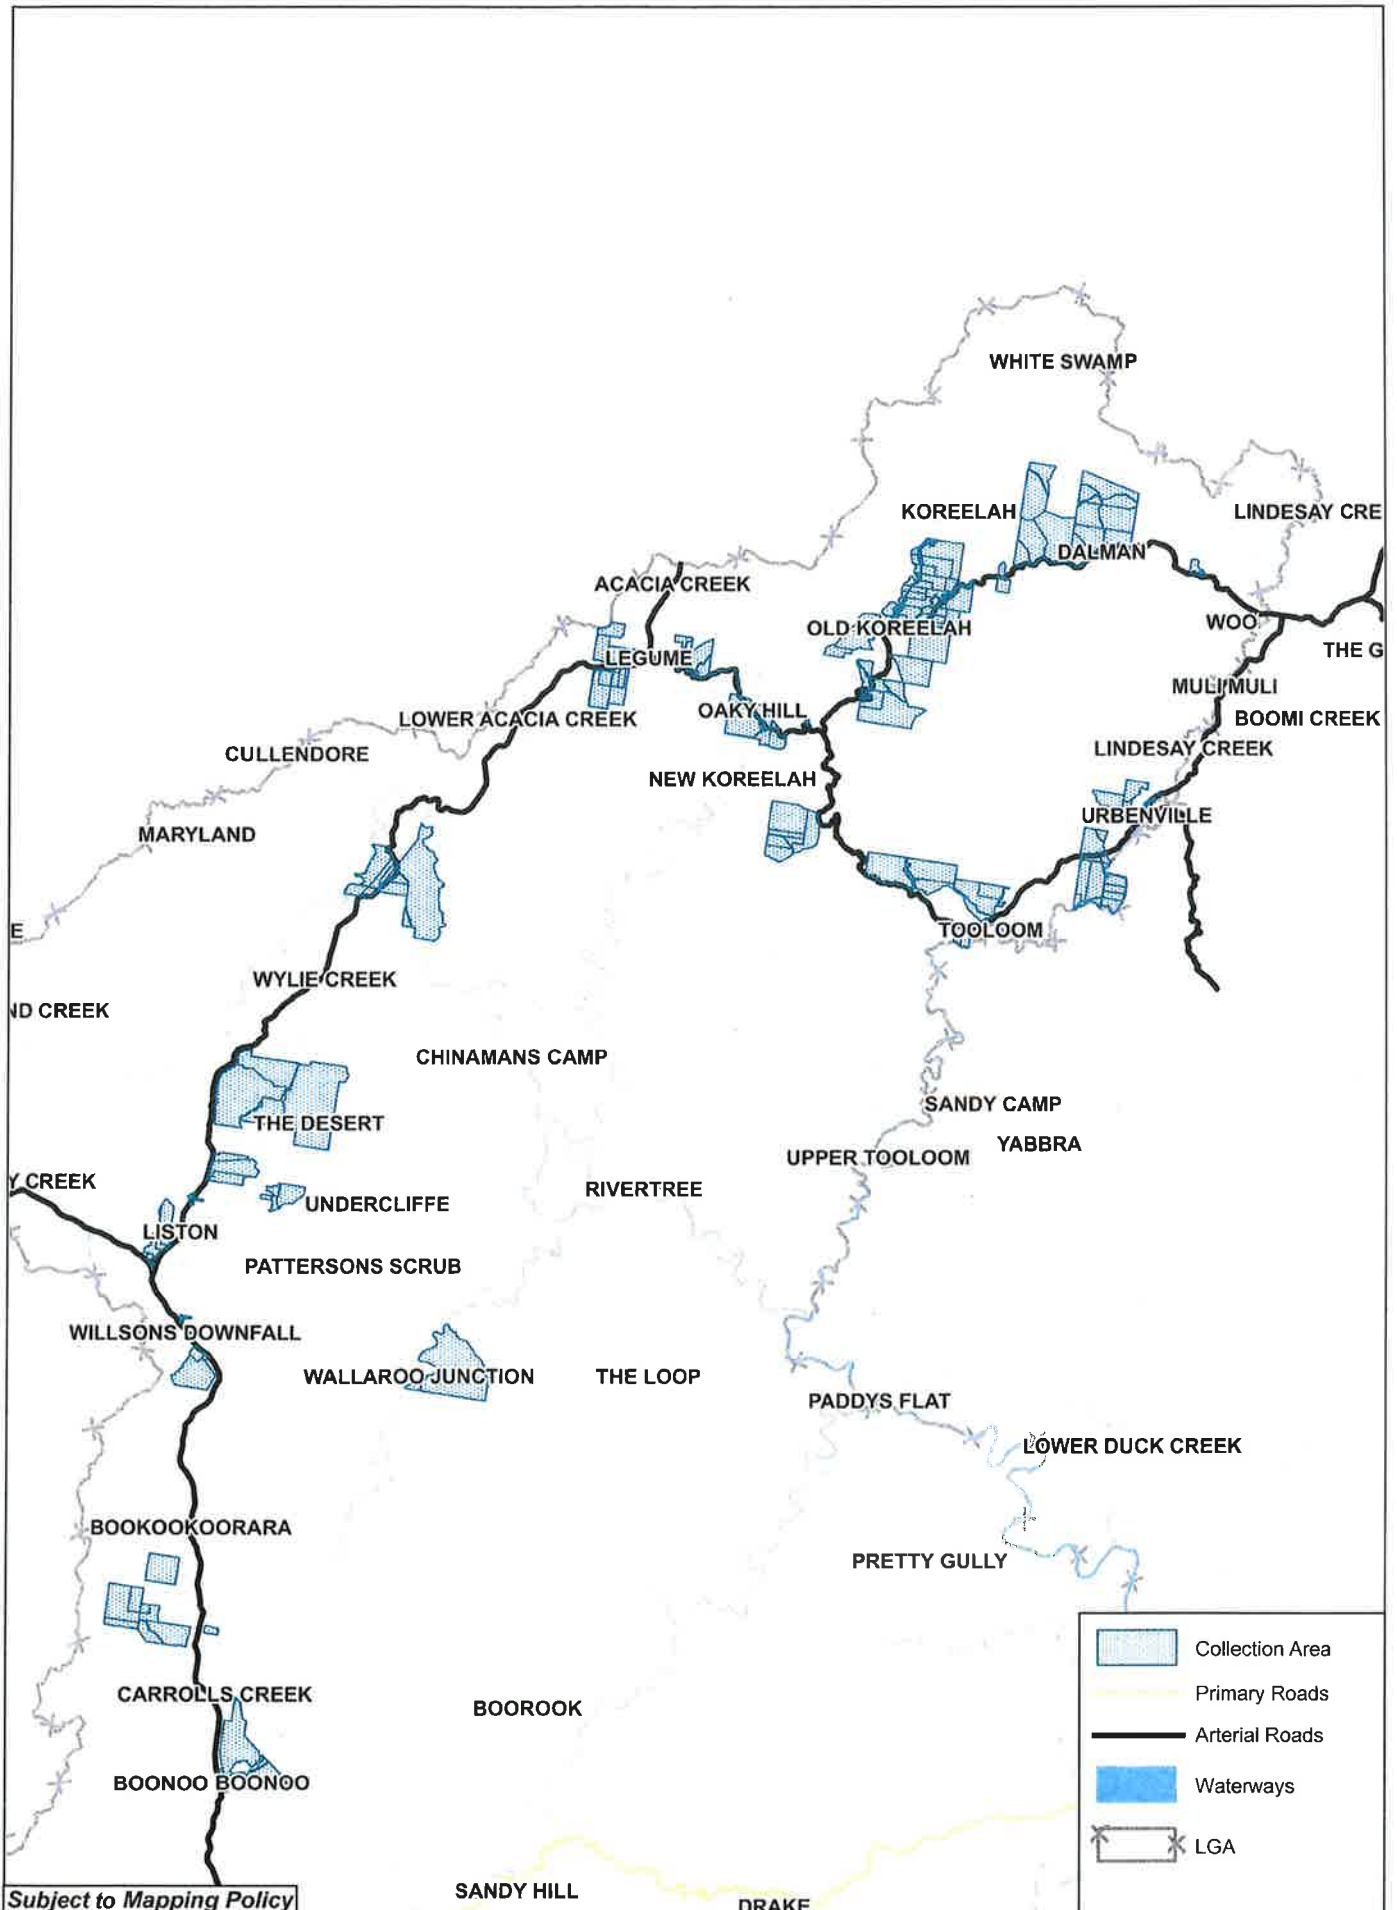 WHITE SWAMP
KOREELAH
LINDESAY CRE
DALMAN
ACACIA CREEK
WOO
OLD KOREELAH
THE G
LEGUME
MULI MULI
OAKY HILL
BOOMI CREEK
LOWER ACACIA CREEK
LINDESAY CREEK
CULLENDORE
NEW KOREELAH
URBENVILLE
MARYLAND
E
TOOLOOM
WYLIE CREEK
ND CREEK
CHINAMANS CAMP
SANDY CAMP
THE DESERT
YABBRA
UPPER TOOLOOM
Y CREEK
RIVERTREE
UNDERCLIFFE
LISTON
PATTERSONS SCRUB
WILLSONS DOWNFALL
WALLAROO JUNCTION
THE LOOP
PADDYS FLAT
LOWER DUCK CREEK
BOOKOOKOORARA
PRETTY GULLY
Collection Area
Primary Roads
CARROLLS CREEK
BOOROOK
Arterial Roads
BOONOO BOONOO
Waterways
LGA
SANDY HILL
Subject to Mapping Policy
DRAKE